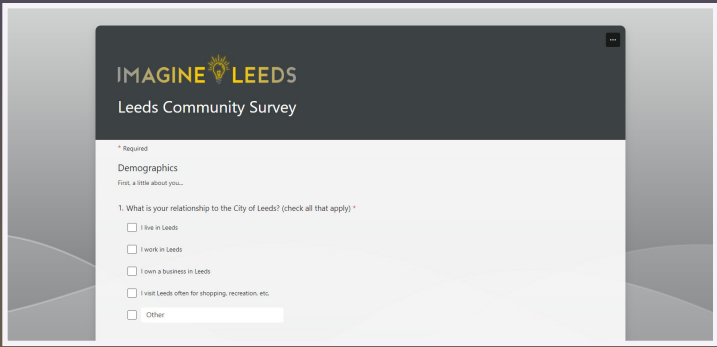 IMAGINE LEEDS
Leeds Community Survey
* Required
Demographics
First, a little about you...
1. What is your relationship to the City of Leeds? (check all that apply) *
I live in Leeds
I work in Leeds
I own a business in Leeds
I visit Leeds often for shopping, recreation, etc.
Other